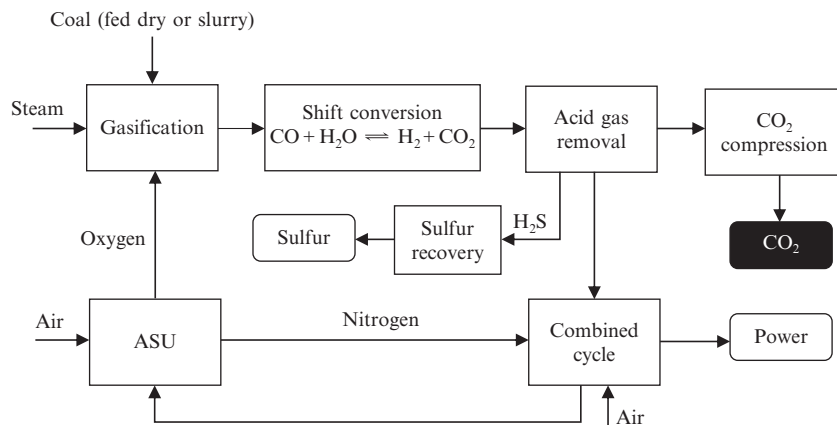 Coal (fed dry or slurry)
Steam
Gasification
Shift conversion
CO + H₂O ⇌ H₂ + CO₂
Acid gas
removal
CO₂
compression
Oxygen
Sulfur
Sulfur
recovery
H₂S
CO₂
Air
ASU
Nitrogen
Combined
cycle
Power
Air